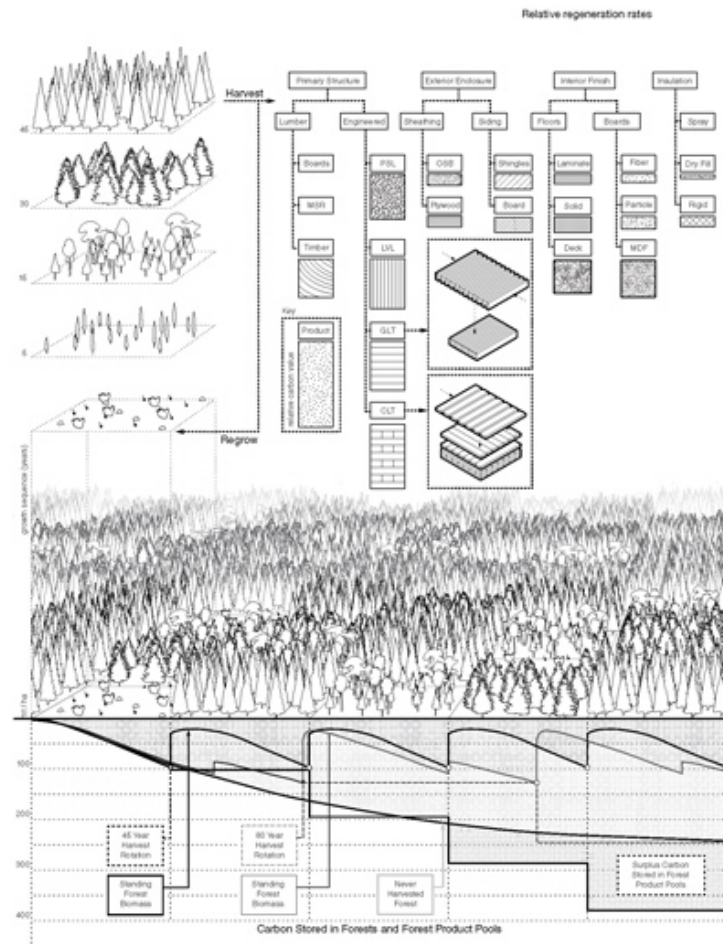 Relative regeneration rates
Harvest
Primary Structure
Exterior Enclosure
Interior Finish
Insulation
Lumber
Engineered
Sheathing
Siding
Floors
Boards
Spray
Boards
PSL
OSB
Shingles
Laminate
Fiber
Dry Fill
MSR
Plywood
Board
Solid
Particle
Rigid
Timber
LVL
Deck
MDF
Key
Product
relative carbon value
GLT
CLT
45
30
15
5
Regrow
growth sequence (years)
100
200
300
400
45 Year
Harvest
Rotation
80 Year
Harvest
Rotation
Standing
Forest
Biomass
Standing
Forest
Biomass
Never
Harvested
Forest
Surplus Carbon
Stored in Forest
Product Pools
Carbon Stored in Forests and Forest Product Pools